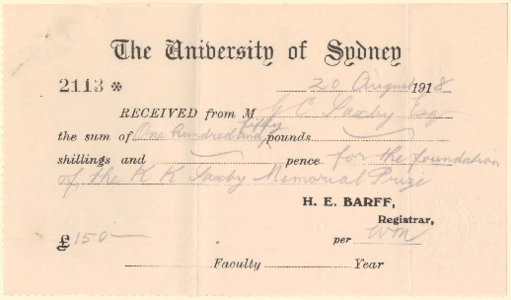 The University of Sydney
2113 * 20 August 1918
RECEIVED from M G C Saxby Esq
the sum of One hundred and fifty pounds
shillings and pence for the foundation
of the K K Saxby Memorial Prize
H. E. BARFF,
Registrar,
£150— per WM
Faculty Year